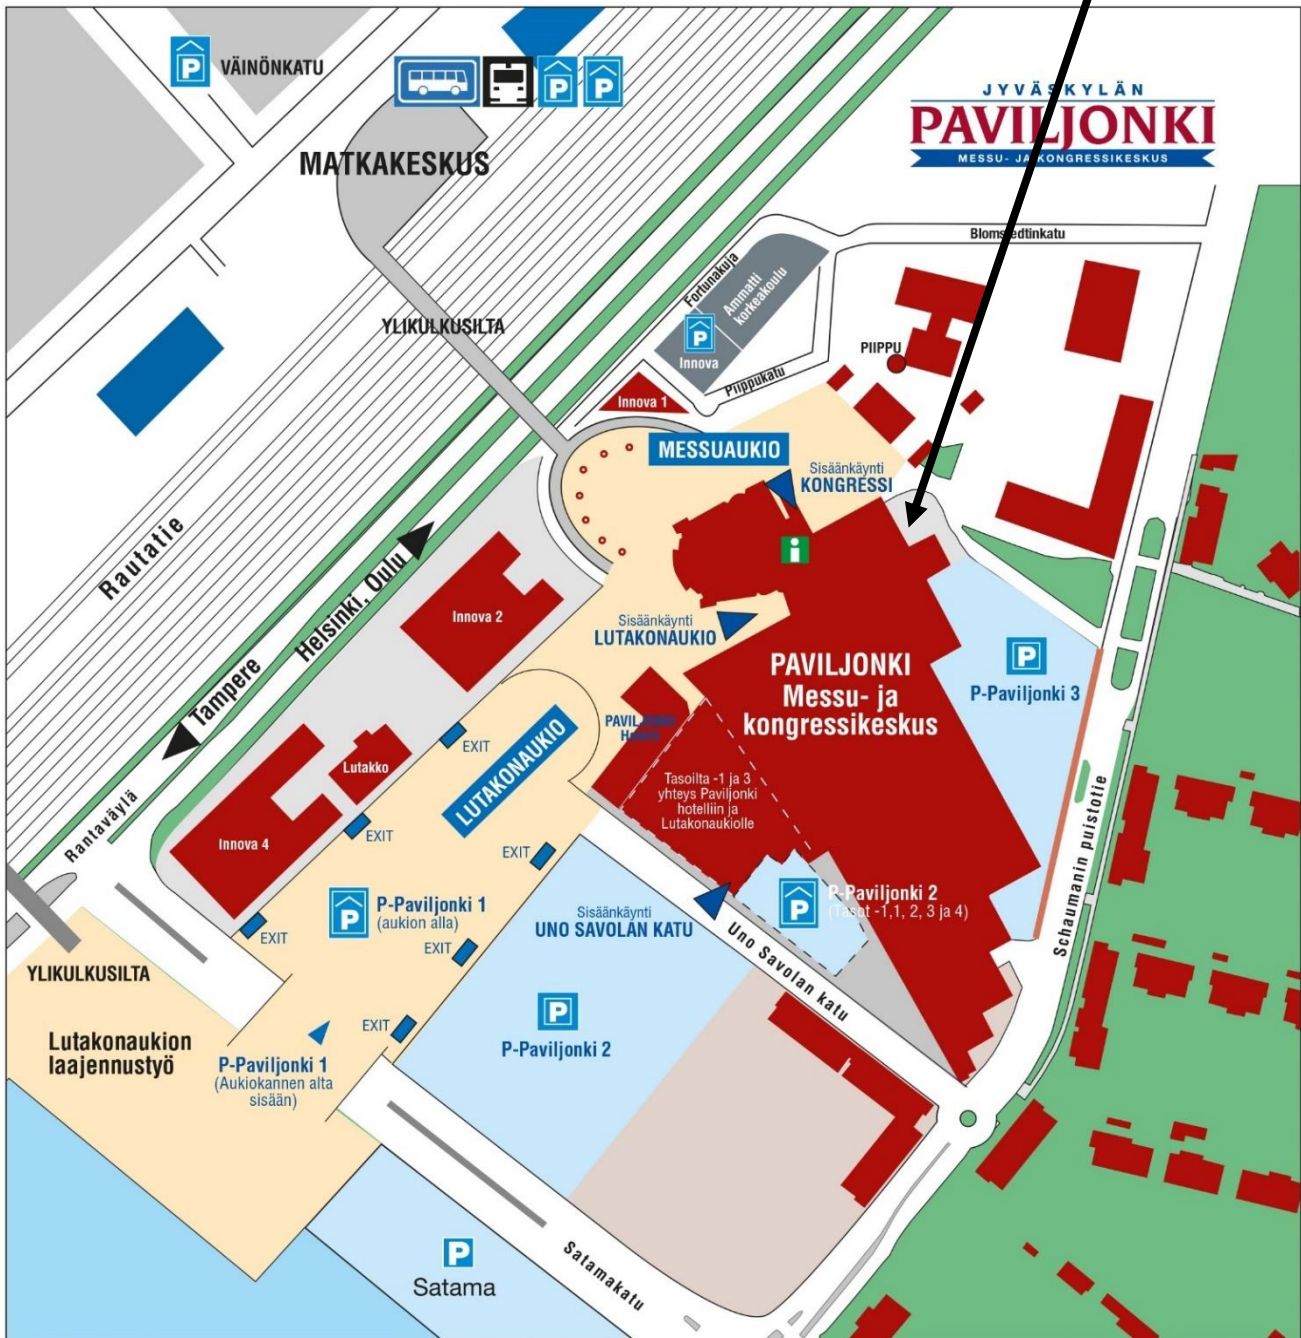 P
VÄINÖNKATU
P
P
MATKAKESKUS
JYVÄSKYLÄN
PAVILJONKI
MESSU- JA KONGRESSIKESKUS
Blomstedtinkatu
Fortunakuja
Ammatti
korkeakoulu
YLIKULKUSILTA
P
Innova
PIIPPU
Piippukatu
Innova 1
MESSUAUKIO
Sisäänkäynti
KONGRESSI
i
Rautatie
Helsinki, Oulu
Tampere
Innova 2
Sisäänkäynti
LUTAKONAUKIO
PAVILJONKI
Messu- ja
kongressikeskus
P
P-Paviljonki 3
PAVILJONKI
EXIT
LUTAKONAUKIO
Lutakko
Tasoilta -1 ja 3
yhteys Paviljonki
hotelliin ja
Lutakonaukiolle
Rantaväylä
Innova 4
EXIT
EXIT
Schaumanin puistotie
P
P-Paviljonki 1
(aukion alla)
Sisäänkäynti
UNO SAVOLAN KATU
P
P-Paviljonki 2
(Tasot -1,1, 2, 3 ja 4)
EXIT
EXIT
Uno Savolan katu
YLIKULKUSILTA
EXIT
P
P-Paviljonki 2
Lutakonaukion
laajennustyö
P-Paviljonki 1
(Aukiokannen alta
sisään)
P
Satama
Satamakatu